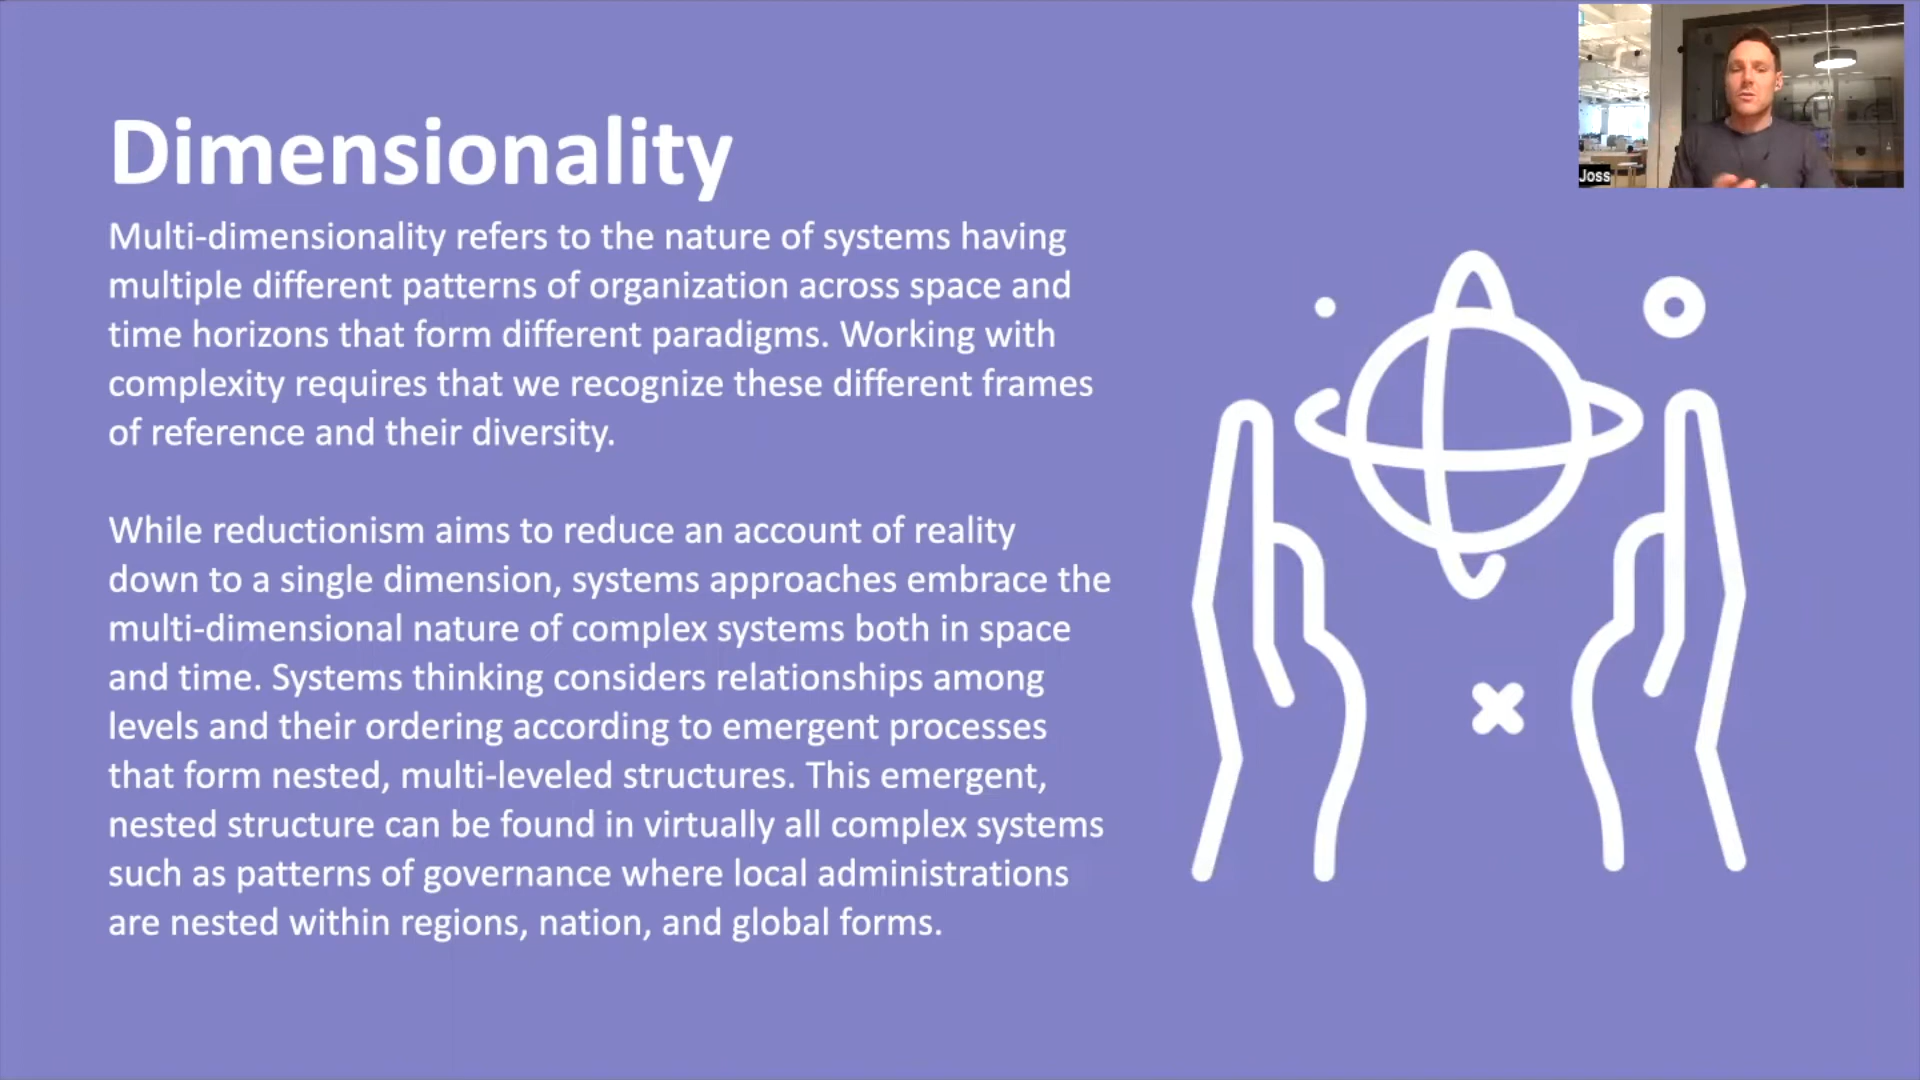 Dimensionality
Multi-dimensionality refers to the nature of systems having
multiple different patterns of organization across space and
time horizons that form different paradigms. Working with
complexity requires that we recognize these different frames
of reference and their diversity.
While reductionism aims to reduce an account of reality
down to a single dimension, systems approaches embrace the
multi-dimensional nature of complex systems both in space
and time. Systems thinking considers relationships among
levels and their ordering according to emergent processes
that form nested, multi-leveled structures. This emergent,
nested structure can be found in virtually all complex systems
such as patterns of governance where local administrations
are nested within regions, nation, and global forms.
Joss